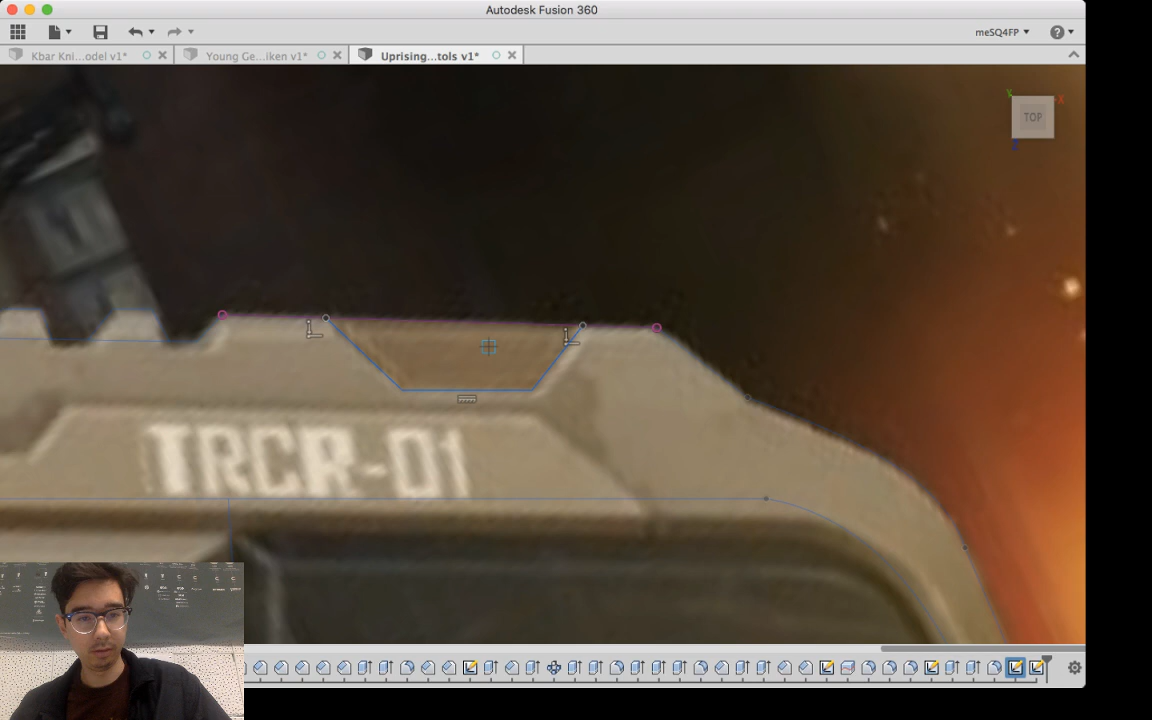 Autodesk Fusion 360
meSQ4FP
Kbar Kni...odel v1*
Young Ge...iken v1*
Uprising...tols v1*
Y
X
TOP
Z
TRCR-01